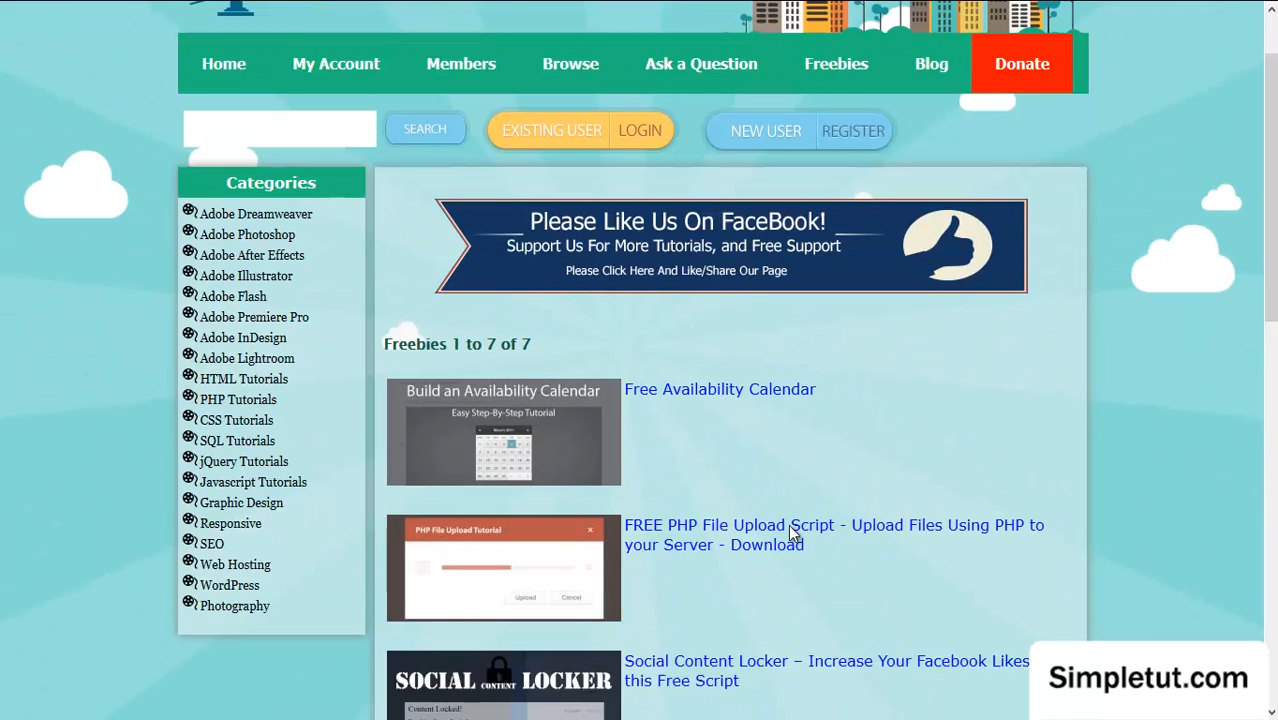 Home My Account Members Browse Ask a Question Freebies Blog Donate
SEARCH EXISTING USER LOGIN NEW USER REGISTER
Categories
Adobe Dreamweaver
Adobe Photoshop
Adobe After Effects
Adobe Illustrator
Adobe Flash
Adobe Premiere Pro
Adobe InDesign
Adobe Lightroom
HTML Tutorials
PHP Tutorials
CSS Tutorials
SQL Tutorials
jQuery Tutorials
Javascript Tutorials
Graphic Design
Responsive
SEO
Web Hosting
WordPress
Photography
Please Like Us On FaceBook!
Support Us For More Tutorials, and Free Support
Please Click Here And Like/Share Our Page
Freebies 1 to 7 of 7
Build an Availability Calendar
Easy Step-By-Step Tutorial
Free Availability Calendar
PHP File Upload Tutorial
Upload Cancel
FREE PHP File Upload Script - Upload Files Using PHP to
your Server - Download
SOCIAL CONTENT LOCKER
Content Locked!
Social Content Locker – Increase Your Facebook Likes
this Free Script
Simpletut.com